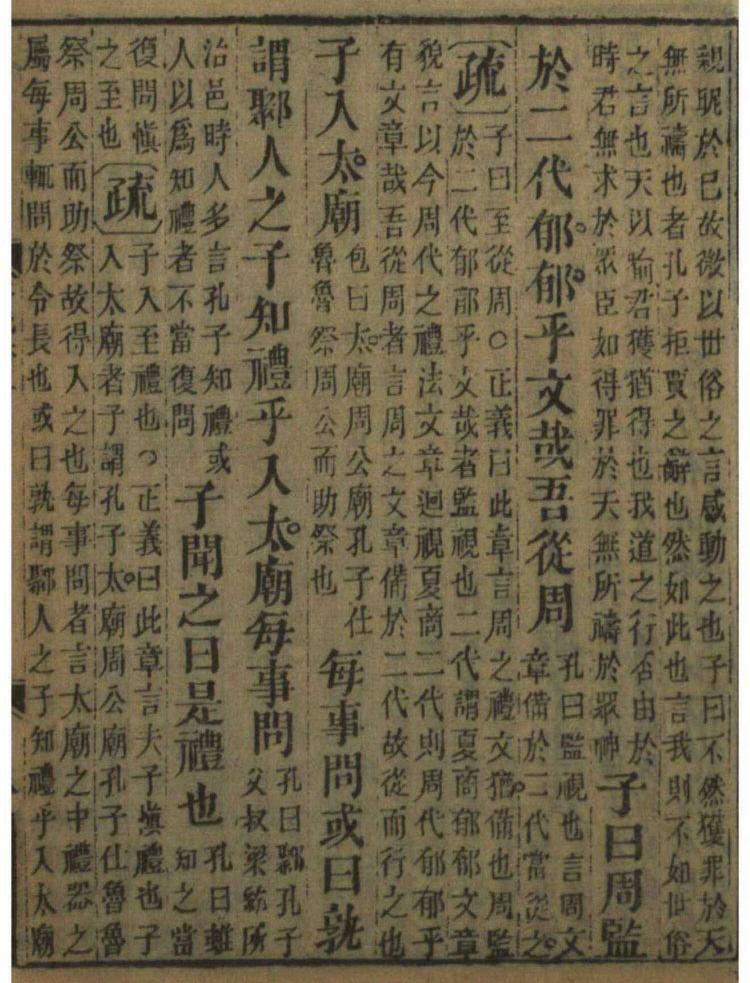 親昵於已故微以世俗之言感動之也子曰不然獲罪於天
無所禱也者孔子拒賈之辭也然如此也言我則不如世俗
之言也天以喻君獲猶得也我道之行否由於
時君無求於衆臣如得罪於天無所禱於眾神
子曰周監
於二代郁郁乎文哉吾從周
孔曰監視也言周文
章備於二代當從之
疏
子曰至從周○正義曰此章言周之禮文猶備也周監
於二代郁郁乎文哉者監視也二代謂夏商郁郁文章
貌言以今周代之禮法文章迴視夏商二代則周代郁郁乎
有文章哉吾從周者言周之文章備於二代故從而行之也
子入太廟
包曰太廟周公廟孔子仕
魯魯祭周公而助祭也
每事問或曰孰
謂鄹人之子知禮乎入太廟每事問
孔曰鄹孔子
父叔梁紇所
治邑時人多言孔子知禮或
人以爲知禮者不當復問
子聞之曰是禮也
孔曰雖
知之當
復問愼
之至也
疏
子入至禮也○正義曰此章言夫子愼禮也子
入太廟者子謂孔子太廟周公廟孔子仕魯魯
祭周公而助祭故得入之也每事問者言太廟之中禮器之
屬每事輒問於令長也或曰孰謂鄹人之子知禮乎入太廟